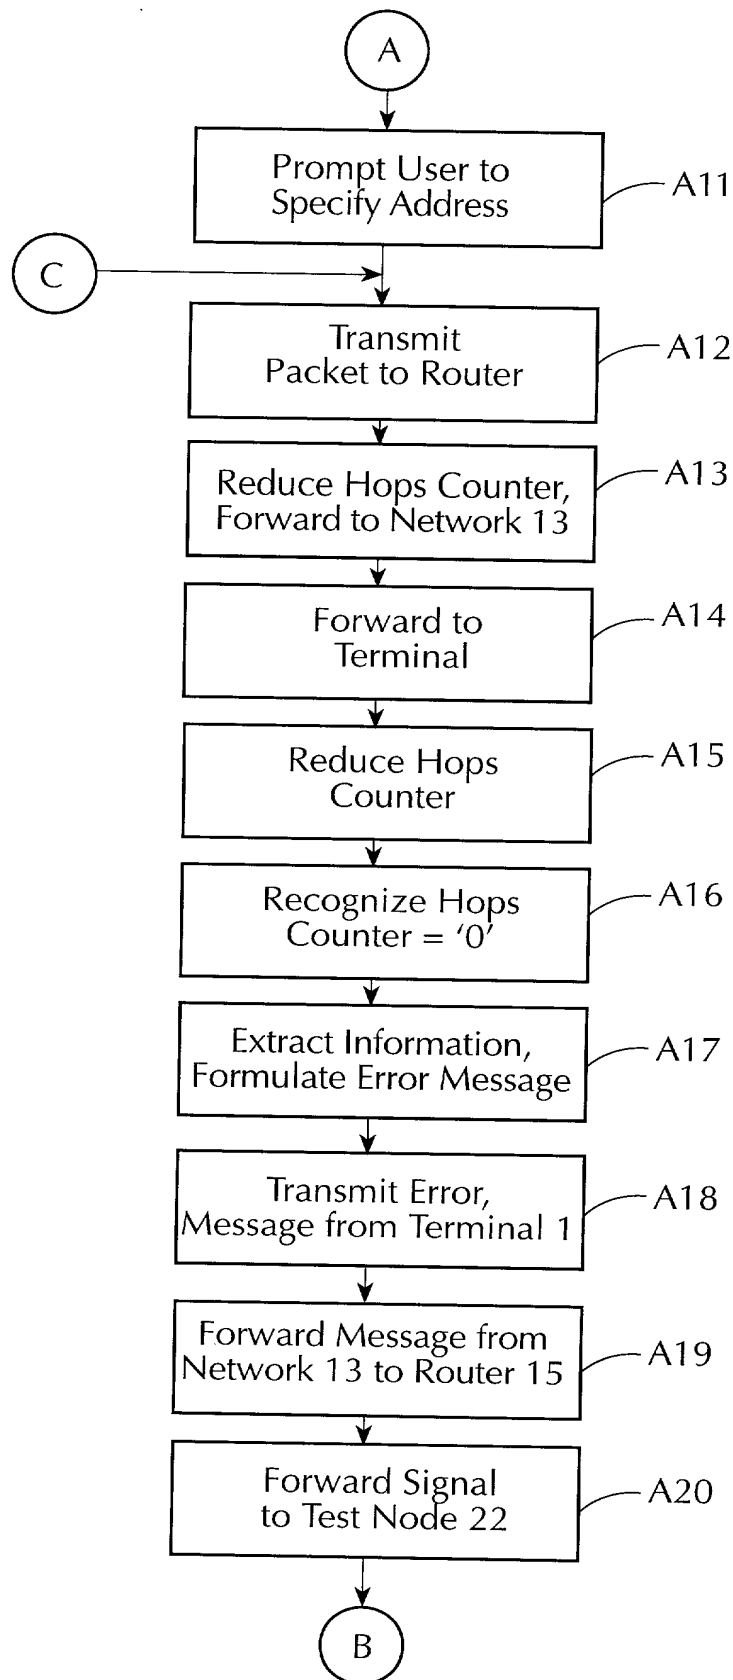 A
Prompt User to
Specify Address
A11
C
Transmit
Packet to Router
A12
Reduce Hops Counter,
Forward to Network 13
A13
Forward to
Terminal
A14
Reduce Hops
Counter
A15
Recognize Hops
Counter = ‘0’
A16
Extract Information,
Formulate Error Message
A17
Transmit Error,
Message from Terminal 1
A18
Forward Message from
Network 13 to Router 15
A19
Forward Signal
to Test Node 22
A20
B